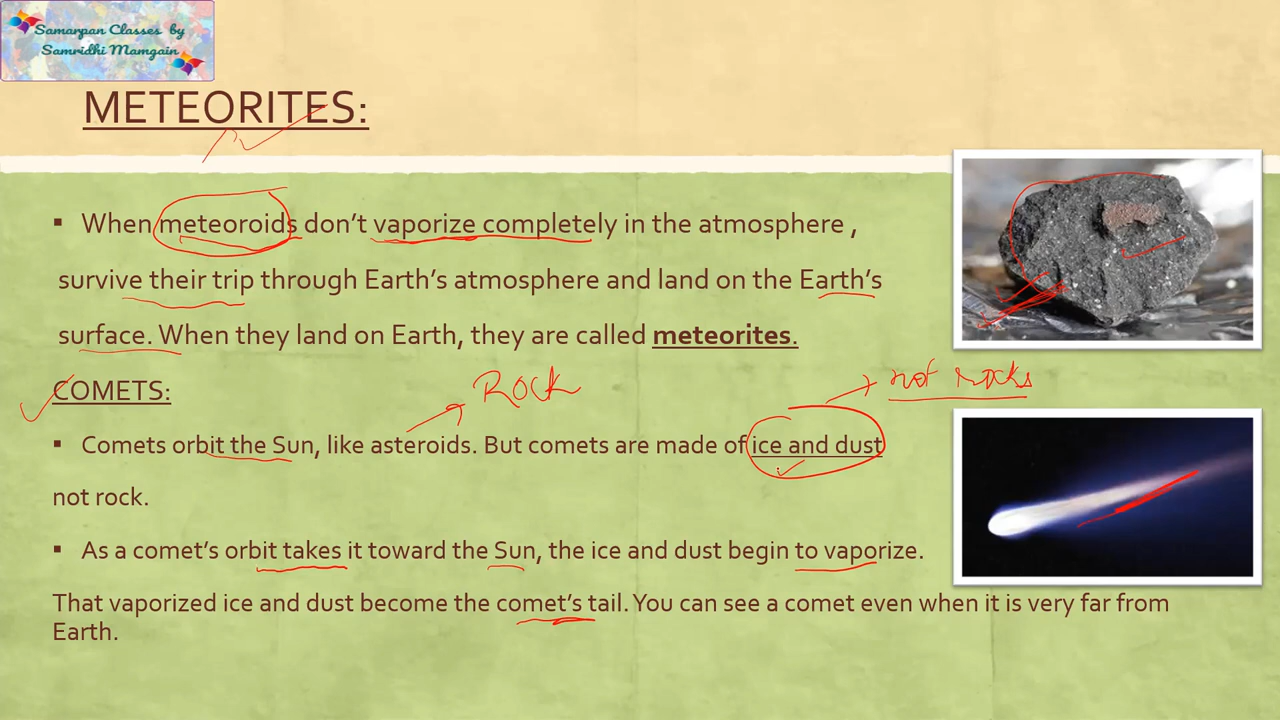 Samarpan Classes by
Samridhi Mamgain
METEORITES:
▪ When meteoroids don't vaporize completely in the atmosphere ,
survive their trip through Earth's atmosphere and land on the Earth's
surface. When they land on Earth, they are called meteorites.
COMETS:
Rock
not rocks
▪ Comets orbit the Sun, like asteroids. But comets are made of ice and dust
not rock.
▪ As a comet's orbit takes it toward the Sun, the ice and dust begin to vaporize.
That vaporized ice and dust become the comet's tail. You can see a comet even when it is very far from
Earth.